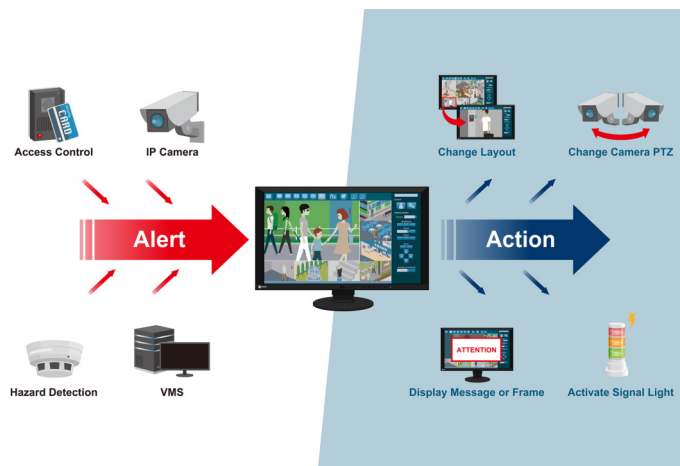 CARD
Access Control
IP Camera
Change Layout
Change Camera PTZ
Alert
Action
ATTENTION
Hazard Detection
VMS
Display Message or Frame
Activate Signal Light